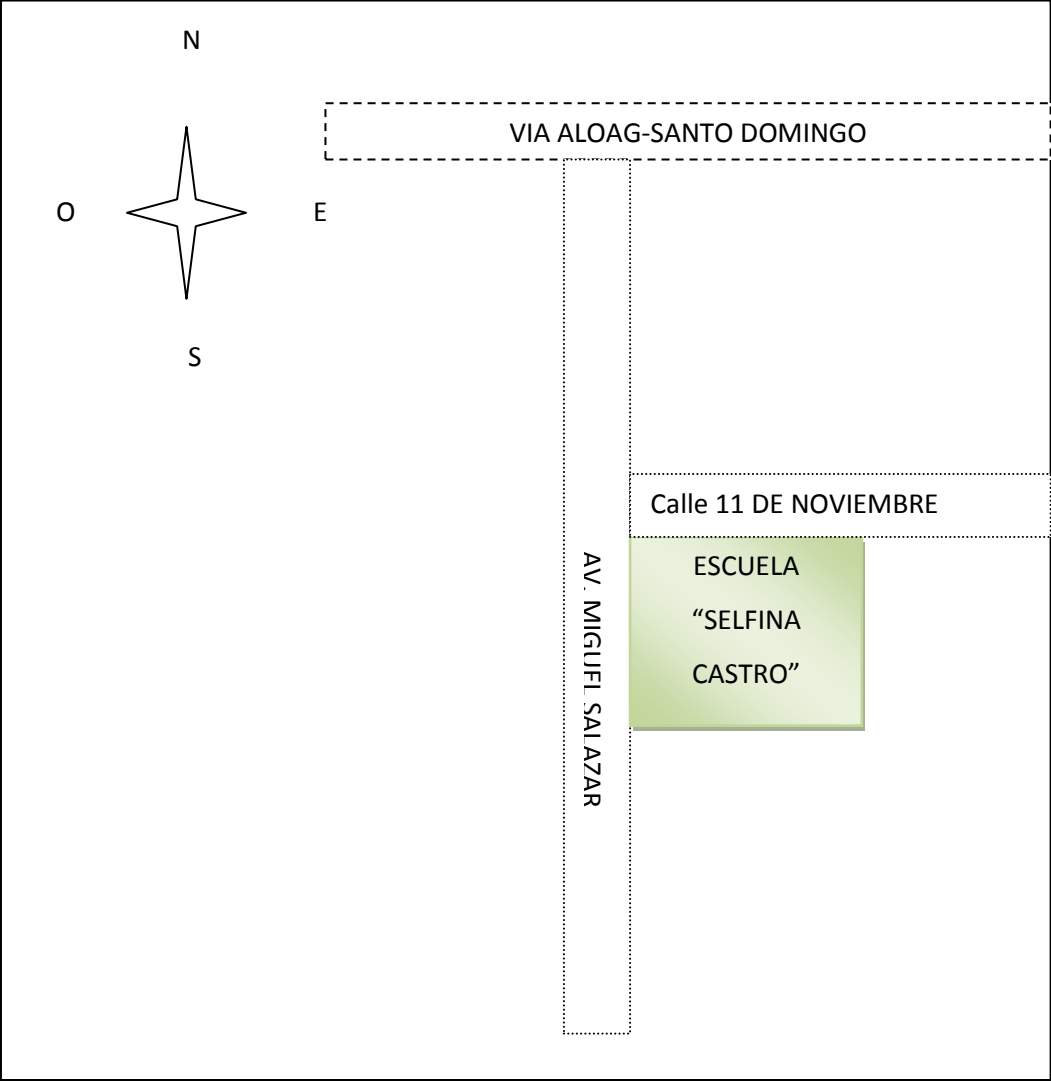 N
VIA ALOAG-SANTO DOMINGO
O
E
S
Calle 11 DE NOVIEMBRE
ESCUELA
“SELFINA
CASTRO”
AV. MIGUEL SALAZAR